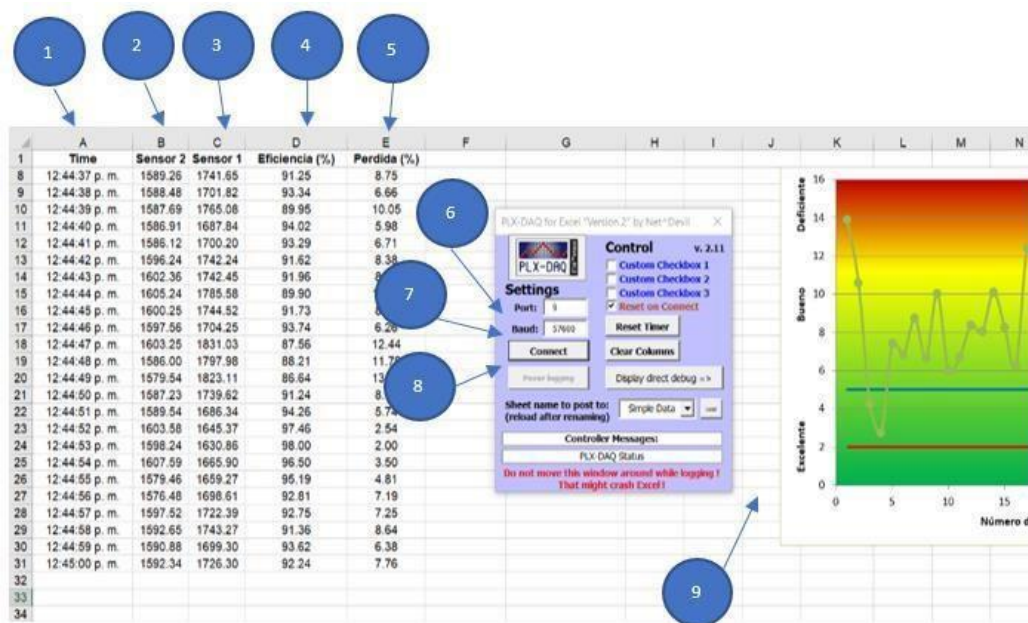 1 2 3 4 5
A B C D E F G H I J K L M N
1 Time Sensor 2 Sensor 1 Eficiencia (%) Perdida (%)
8 12:44:37 p. m. 1589.26 1741.65 91.25 8.75
9 12:44:38 p. m. 1588.48 1701.82 93.34 6.66
10 12:44:39 p. m. 1587.69 1765.08 89.95 10.05
11 12:44:40 p. m. 1586.91 1687.84 94.02 5.98
12 12:44:41 p. m. 1586.12 1700.20 93.29 6.71
13 12:44:42 p. m. 1596.24 1742.24 91.62 8.38
14 12:44:43 p. m. 1602.36 1742.45 91.96
15 12:44:44 p. m. 1605.24 1785.58 89.90
16 12:44:45 p. m. 1600.25 1744.52 91.73
17 12:44:46 p. m. 1597.56 1704.25 93.74 6.26
18 12:44:47 p. m. 1603.25 1831.03 87.56 12.44
19 12:44:48 p. m. 1586.00 1797.98 88.21
20 12:44:49 p. m. 1579.54 1823.11 86.64
21 12:44:50 p. m. 1587.23 1739.62 91.24
22 12:44:51 p. m. 1589.54 1686.34 94.26 5.74
23 12:44:52 p. m. 1603.58 1645.37 97.46 2.54
24 12:44:53 p. m. 1598.24 1630.86 98.00 2.00
25 12:44:54 p. m. 1607.59 1665.90 96.50 3.50
26 12:44:55 p. m. 1579.46 1659.27 95.19 4.81
27 12:44:56 p. m. 1576.48 1698.61 92.81 7.19
28 12:44:57 p. m. 1597.52 1722.39 92.75 7.25
29 12:44:58 p. m. 1592.65 1743.27 91.36 8.64
30 12:44:59 p. m. 1590.88 1699.30 93.62 6.38
31 12:45:00 p. m. 1592.34 1726.30 92.24 7.76
32
33
34
6
7
8
9
PLX-DAQ for Excel "Version 2" by Net^Devil
PLX-DAQ
Control v. 2.11
Custom Checkbox 1
Custom Checkbox 2
Custom Checkbox 3
Reset on Connect
Settings
Port: 9
Baud: 57600
Reset Timer
Connect
Clear Columns
Pause logging
Display direct debug =>
Sheet name to post to:
(reload after renaming)
Simple Data
Controller Messages:
PLX-DAQ Status
Do not move this window around while logging !
That might crash Excel !
Deficiente
Bueno
Excelente
16
14
12
10
8
6
4
2
0
0 5 10 15
Número d